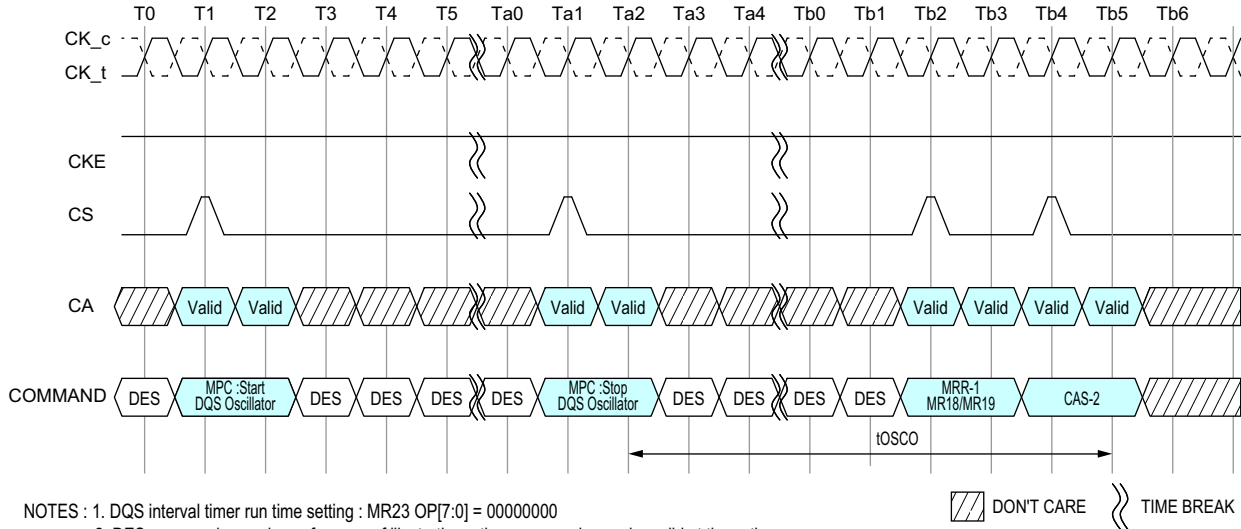 T0 T1 T2 T3 T4 T5 Ta0 Ta1 Ta2 Ta3 Ta4 Tb0 Tb1 Tb2 Tb3 Tb4 Tb5 Tb6
CK_c
CK_t
CKE
CS
CA Valid Valid Valid Valid Valid Valid Valid Valid
COMMAND DES MPC :Start DES DES DES DES MPC :Stop DES DES DES DES MRR-1 CAS-2
DQS Oscillator DQS Oscillator MR18/MR19
tOSCO
NOTES : 1. DQS interval timer run time setting : MR23 OP[7:0] = 00000000 DON'T CARE TIME BREAK